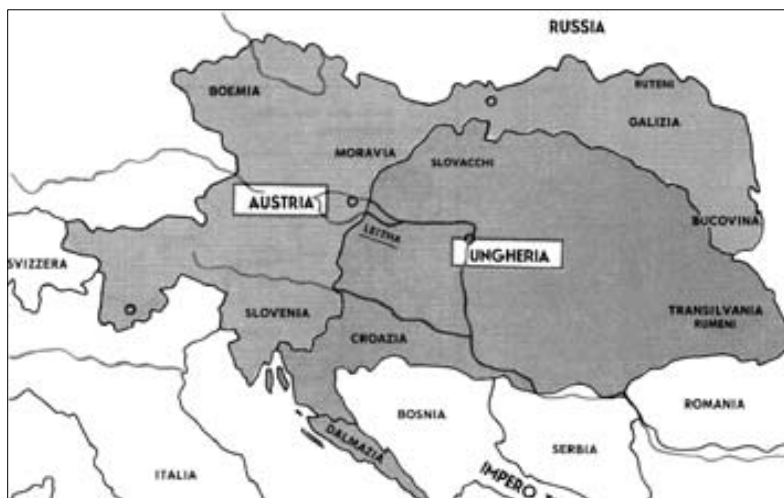 RUSSIA
BOEMIA
RUTENI
GALIZIA
MORAVIA
SLOVACCHI
AUSTRIA
BUCOVINA
LEITHA
UNGHERIA
SVIZZERA
TRANSILVANIA
RUMENI
SLOVENIA
CROAZIA
ROMANIA
BOSNIA
DALMAZIA
SERBIA
ITALIA
IMPERO